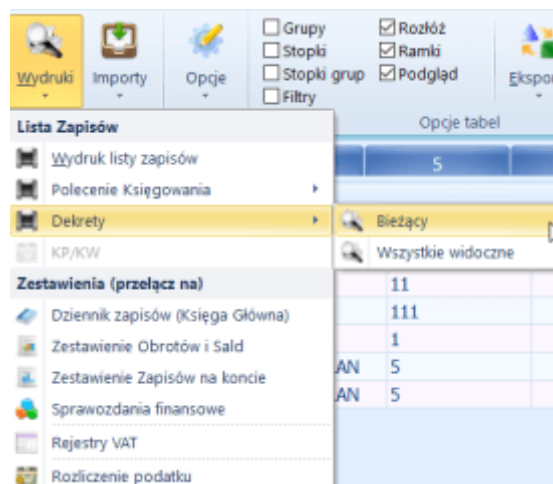 Grupy
Rozłóż
Stopki
Ramki
Stopki grup
Podgląd
Filtry
Wydruki
Importy
Opcje
Opcje tabel
Lista Zapisów
Wydruk listy zapisów
5
Polecenie Księgowania
Dekrety
Bieżący
KP/KW
Wszystkie widoczne
Zestawienia (przełącz na)
11
Dziennik zapisów (Księga Główna)
111
Zestawienie Obrotów i Sald
1
Zestawienie Zapisów na koncie
AN 5
Sprawozdania finansowe
AN 5
Rejestry VAT
Rozliczenie podatku